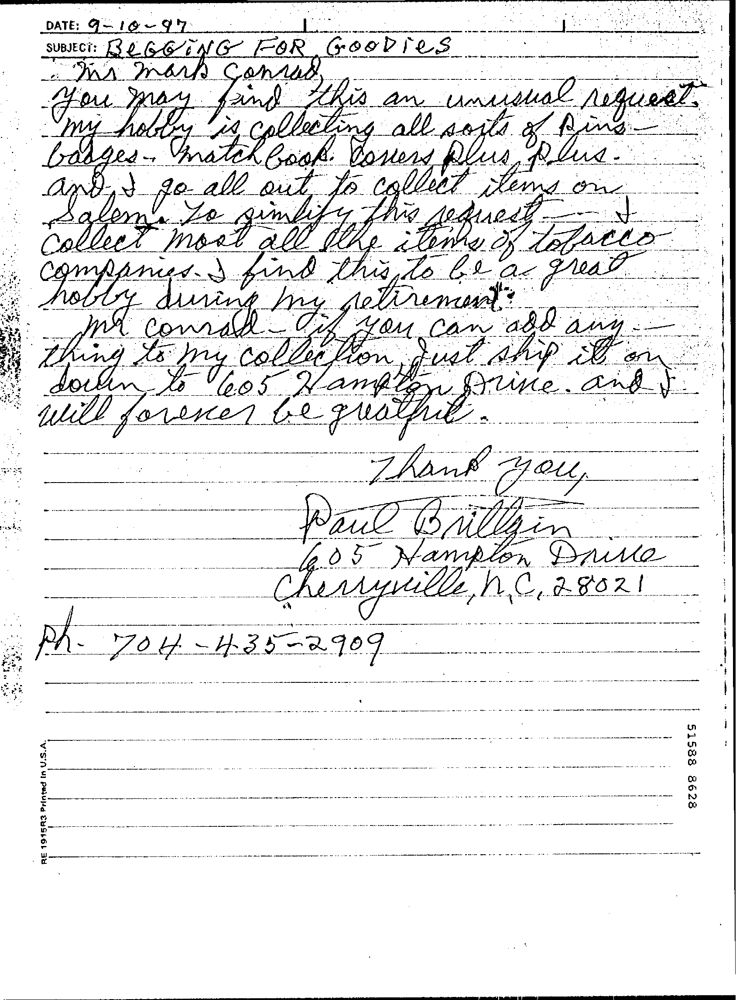 DATE: 9-10-97
SUBJECT: BEGGING FOR GOODIES
Mr Mark Conrad,
You may find this an unusual request.
My hobby is collecting all sorts of Pins-
badges- match book. Covers Plus, Plus.
and I go all out to collect items on
Salem. To simlify this request -- I
collect most all the items of tobacco
companies. I find this to be a great
hobby during my retirement.
Mr Conrad- if you can add any-
thing to my collection, Just ship it on
down to 605 Hampton Drive. and I
will forever be greatful.
Thank you,
Paul Brittain
605 Hampton Drive
Cherryville, N.C, 28021
Ph- 704-435-2909
51588 8628
RE 1915R3 Printed in U.S.A.